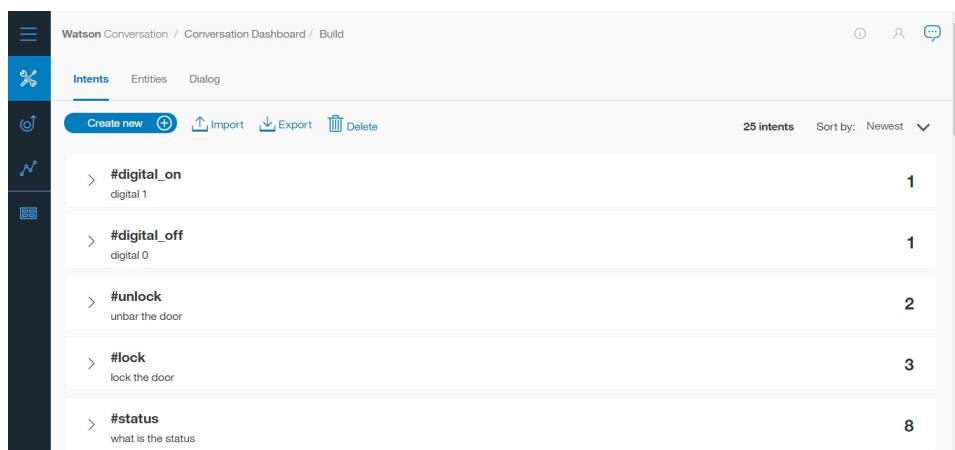 Watson Conversation / Conversation Dashboard / Build
Intents Entities Dialog
Create new Import Export Delete 25 intents Sort by: Newest
#digital_on 1
digital 1
#digital_off 1
digital 0
#unlock 2
unbar the door
#lock 3
lock the door
#status 8
what is the status